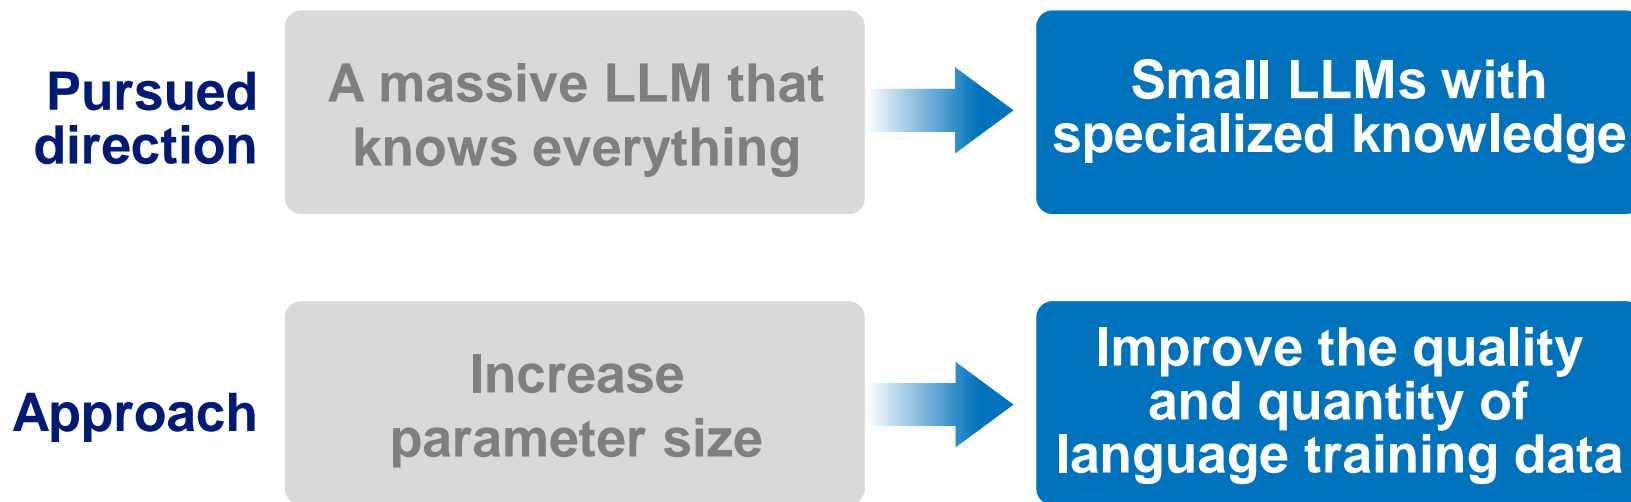 Pursued
direction
A massive LLM that
knows everything
Small LLMs with
specialized knowledge
Approach
Increase
parameter size
Improve the quality
and quantity of
language training data